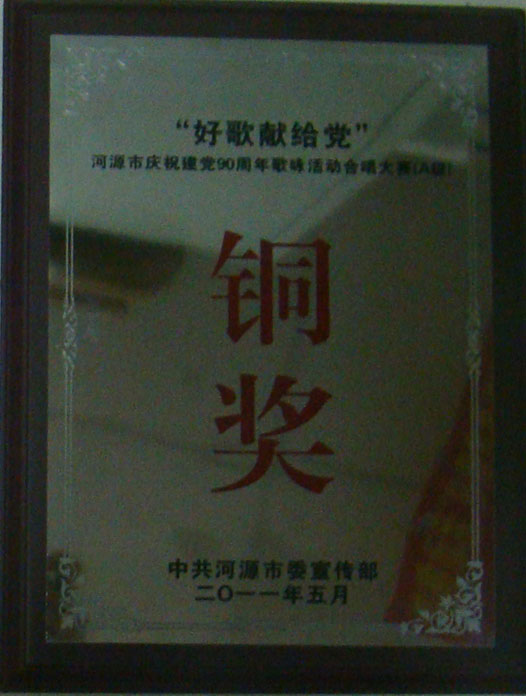 “好歌献给党”
河源市庆祝建党90周年歌咏活动合唱大赛(A组)
铜
奖
中共河源市委宣传部
二〇一一年五月